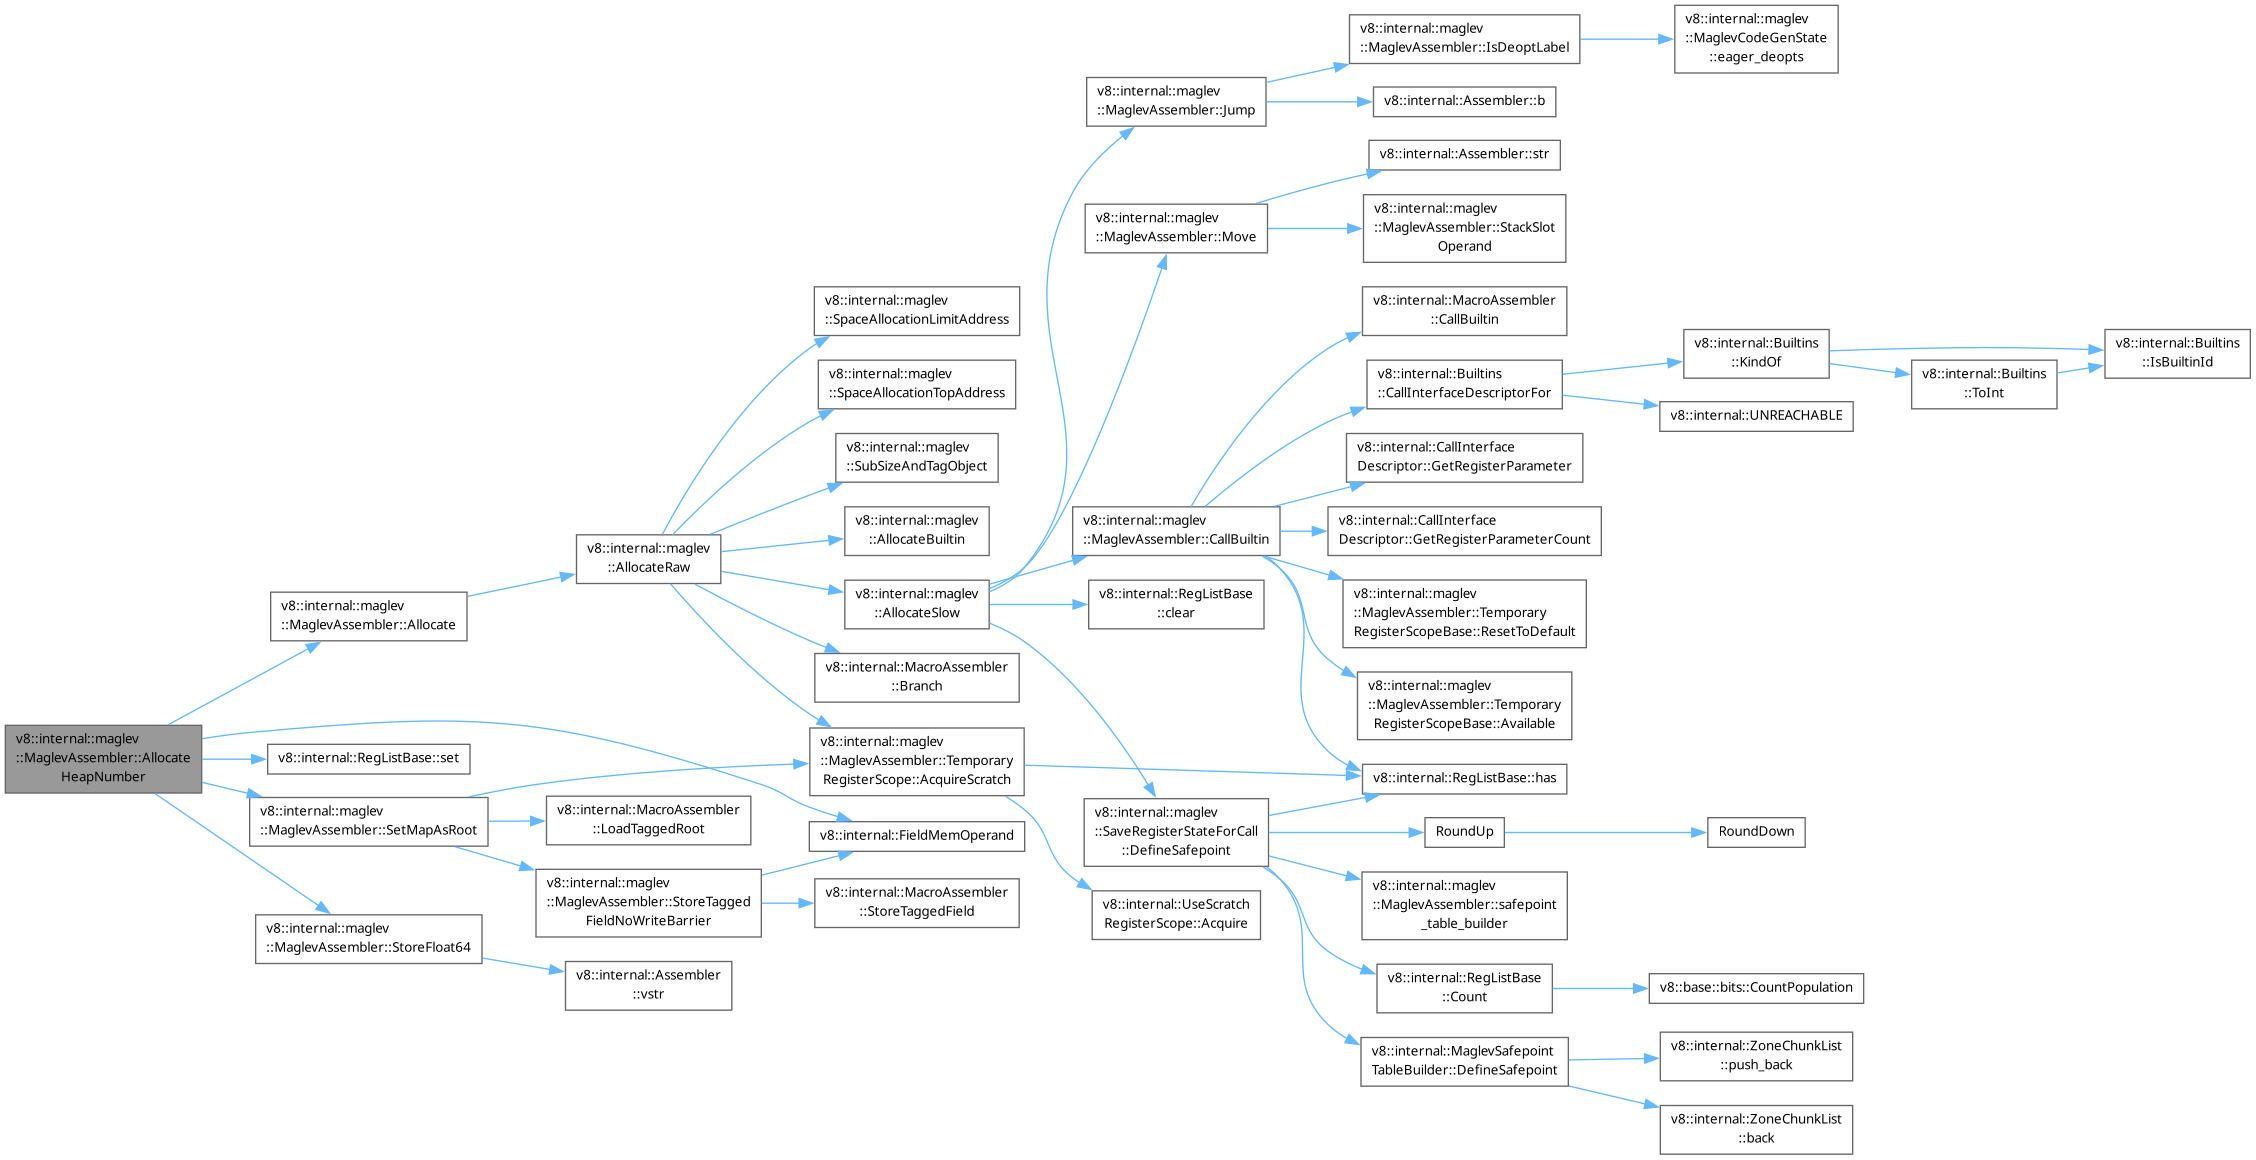 v8::internal::maglev
::MaglevAssembler::Allocate
HeapNumber
v8::internal::maglev
::MaglevAssembler::Allocate
v8::internal::RegListBase::set
v8::internal::maglev
::MaglevAssembler::SetMapAsRoot
v8::internal::maglev
::MaglevAssembler::StoreFloat64
v8::internal::maglev
::AllocateRaw
v8::internal::MacroAssembler
::LoadTaggedRoot
v8::internal::maglev
::MaglevAssembler::StoreTagged
FieldNoWriteBarrier
v8::internal::Assembler
::vstr
v8::internal::maglev
::SpaceAllocationLimitAddress
v8::internal::maglev
::SpaceAllocationTopAddress
v8::internal::maglev
::SubSizeAndTagObject
v8::internal::maglev
::AllocateBuiltin
v8::internal::maglev
::AllocateSlow
v8::internal::MacroAssembler
::Branch
v8::internal::maglev
::MaglevAssembler::Temporary
RegisterScope::AcquireScratch
v8::internal::FieldMemOperand
v8::internal::MacroAssembler
::StoreTaggedField
v8::internal::maglev
::MaglevAssembler::Jump
v8::internal::maglev
::MaglevAssembler::Move
v8::internal::maglev
::MaglevAssembler::CallBuiltin
v8::internal::RegListBase
::clear
v8::internal::maglev
::SaveRegisterStateForCall
::DefineSafepoint
v8::internal::UseScratch
RegisterScope::Acquire
v8::internal::maglev
::MaglevAssembler::IsDeoptLabel
v8::internal::Assembler::b
v8::internal::Assembler::str
v8::internal::maglev
::MaglevAssembler::StackSlot
Operand
v8::internal::MacroAssembler
::CallBuiltin
v8::internal::Builtins
::CallInterfaceDescriptorFor
v8::internal::CallInterface
Descriptor::GetRegisterParameter
v8::internal::CallInterface
Descriptor::GetRegisterParameterCount
v8::internal::maglev
::MaglevAssembler::Temporary
RegisterScopeBase::ResetToDefault
v8::internal::maglev
::MaglevAssembler::Temporary
RegisterScopeBase::Available
v8::internal::RegListBase::has
RoundUp
v8::internal::maglev
::MaglevAssembler::safepoint
_table_builder
v8::internal::RegListBase
::Count
v8::internal::MaglevSafepoint
TableBuilder::DefineSafepoint
v8::internal::maglev
::MaglevCodeGenState
::eager_deopts
v8::internal::Builtins
::KindOf
v8::internal::UNREACHABLE
RoundDown
v8::base::bits::CountPopulation
v8::internal::ZoneChunkList
::push_back
v8::internal::ZoneChunkList
::back
v8::internal::Builtins
::ToInt
v8::internal::Builtins
::IsBuiltinId